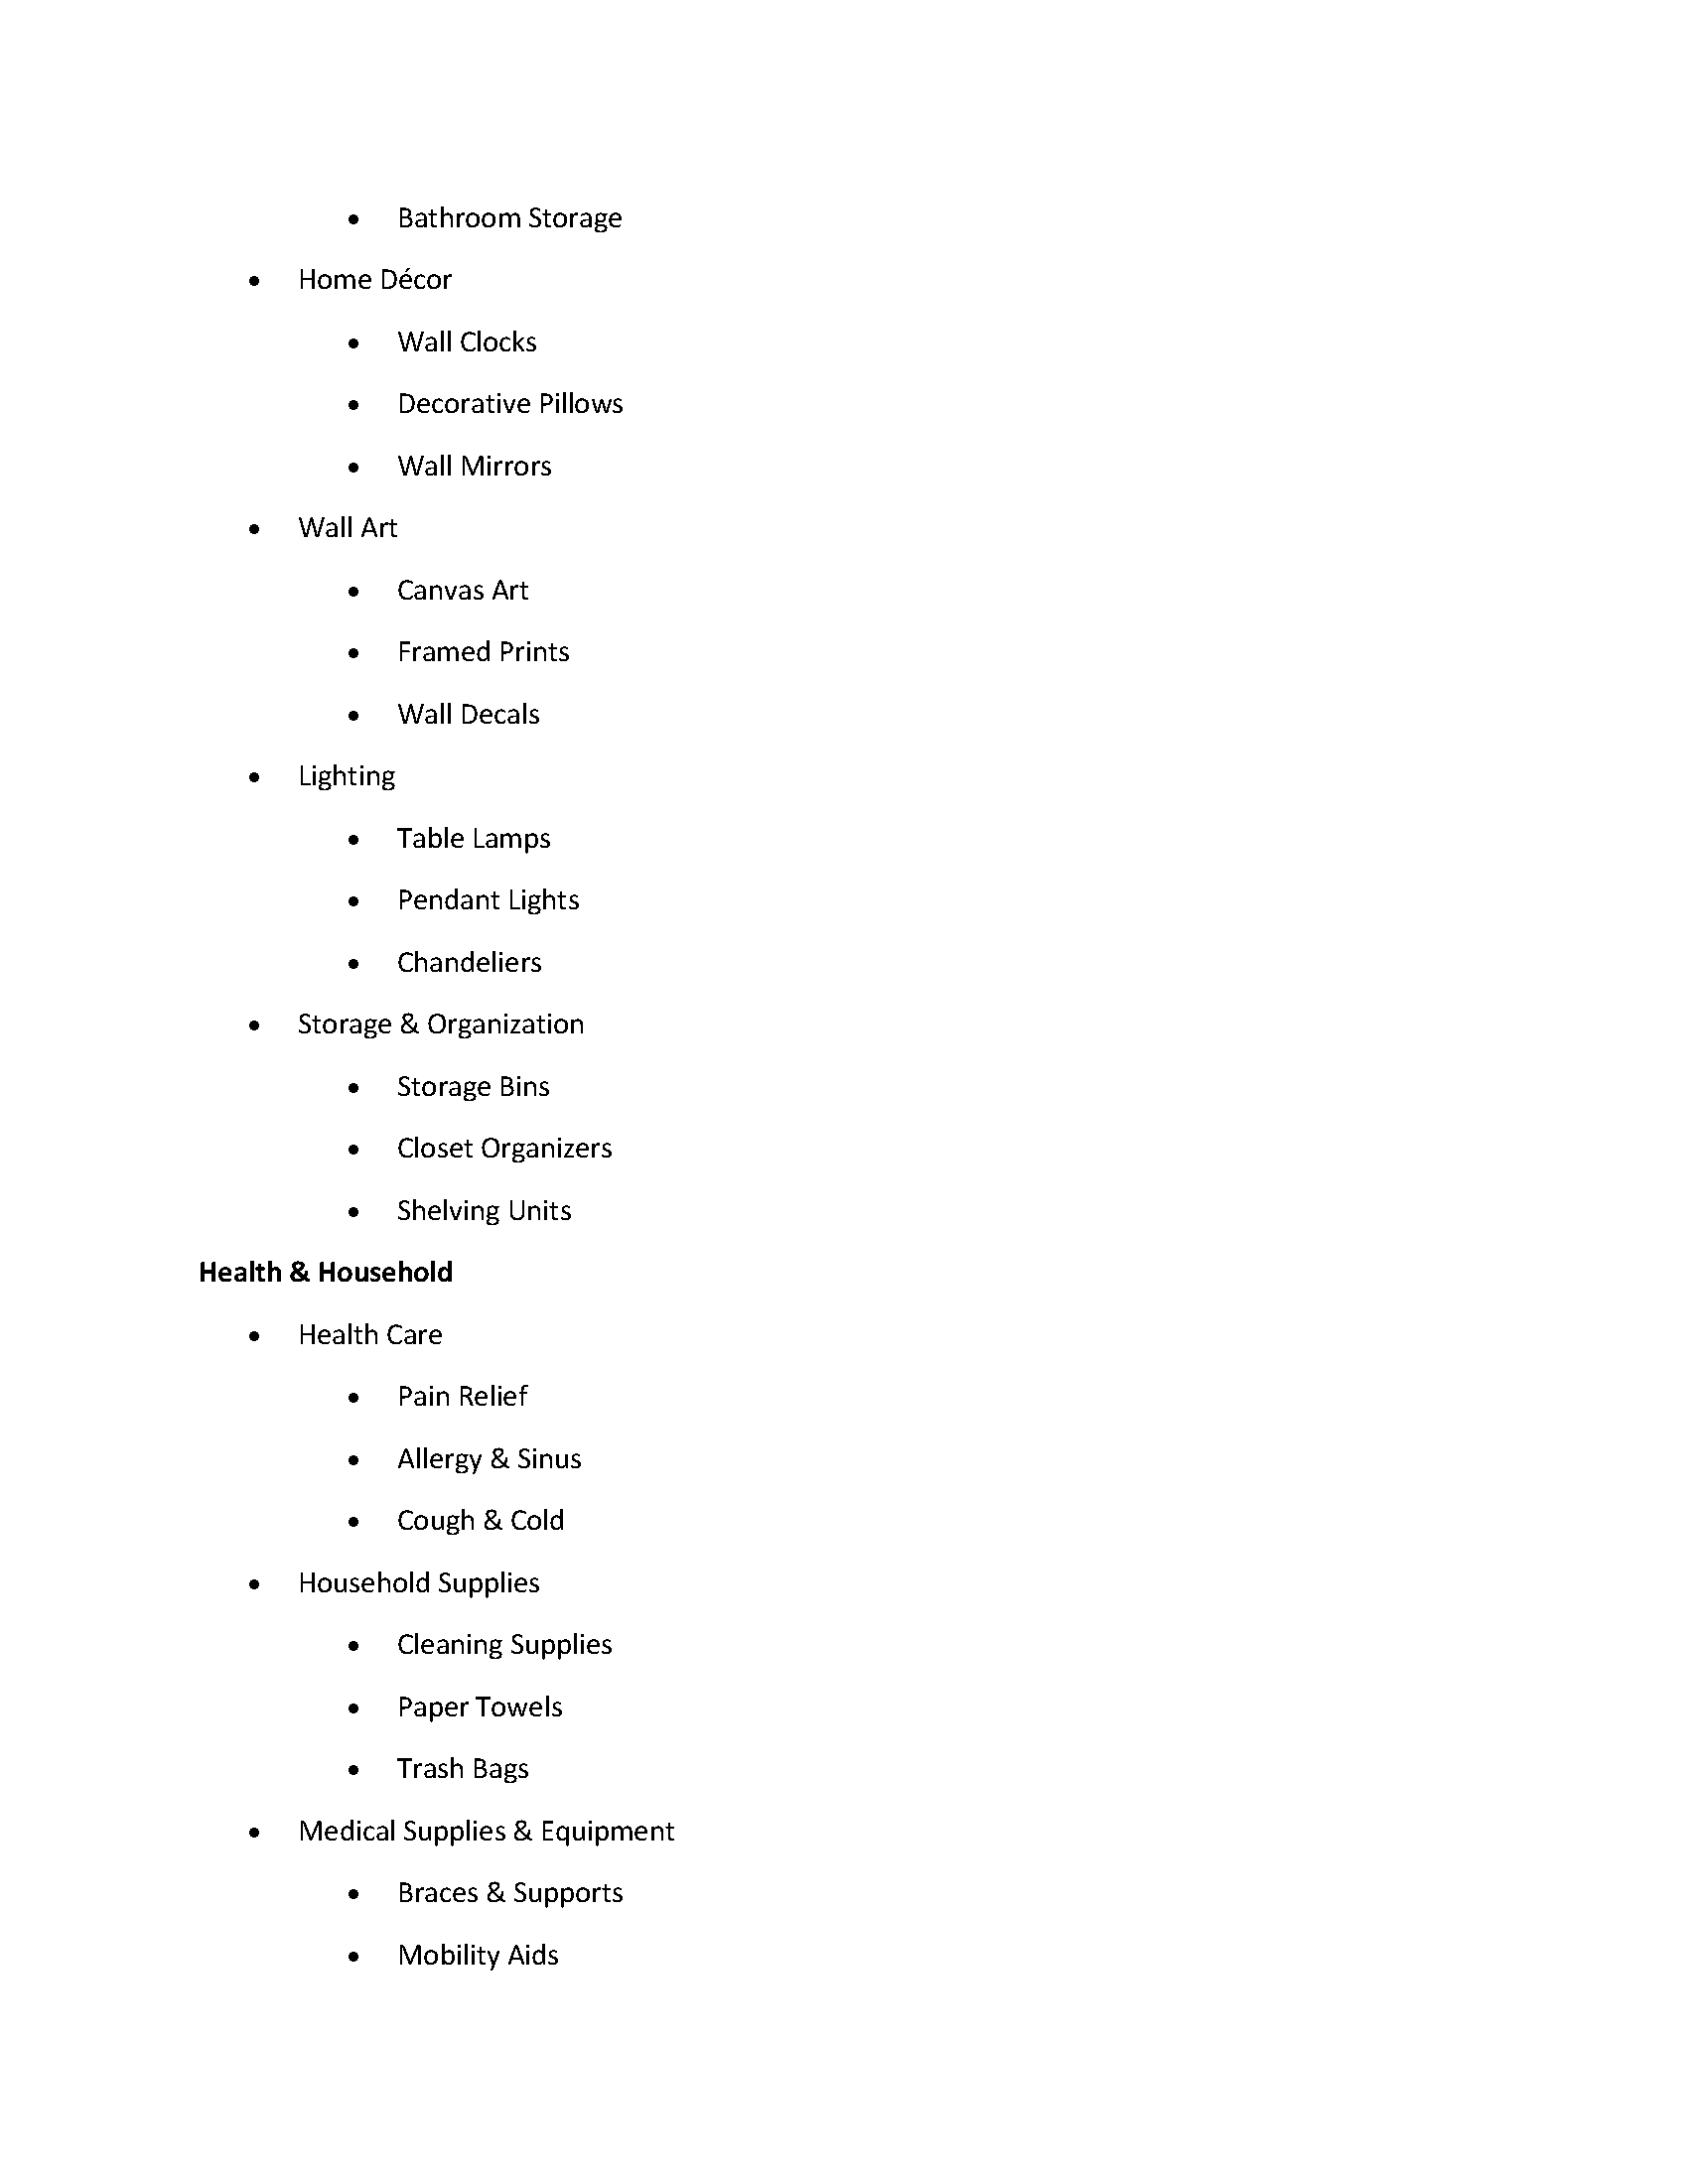 • Bathroom Storage
• Home Décor
• Wall Clocks
• Decorative Pillows
• Wall Mirrors
• Wall Art
• Canvas Art
• Framed Prints
• Wall Decals
• Lighting
• Table Lamps
• Pendant Lights
• Chandeliers
• Storage & Organization
• Storage Bins
• Closet Organizers
• Shelving Units
Health & Household
• Health Care
• Pain Relief
• Allergy & Sinus
• Cough & Cold
• Household Supplies
• Cleaning Supplies
• Paper Towels
• Trash Bags
• Medical Supplies & Equipment
• Braces & Supports
• Mobility Aids